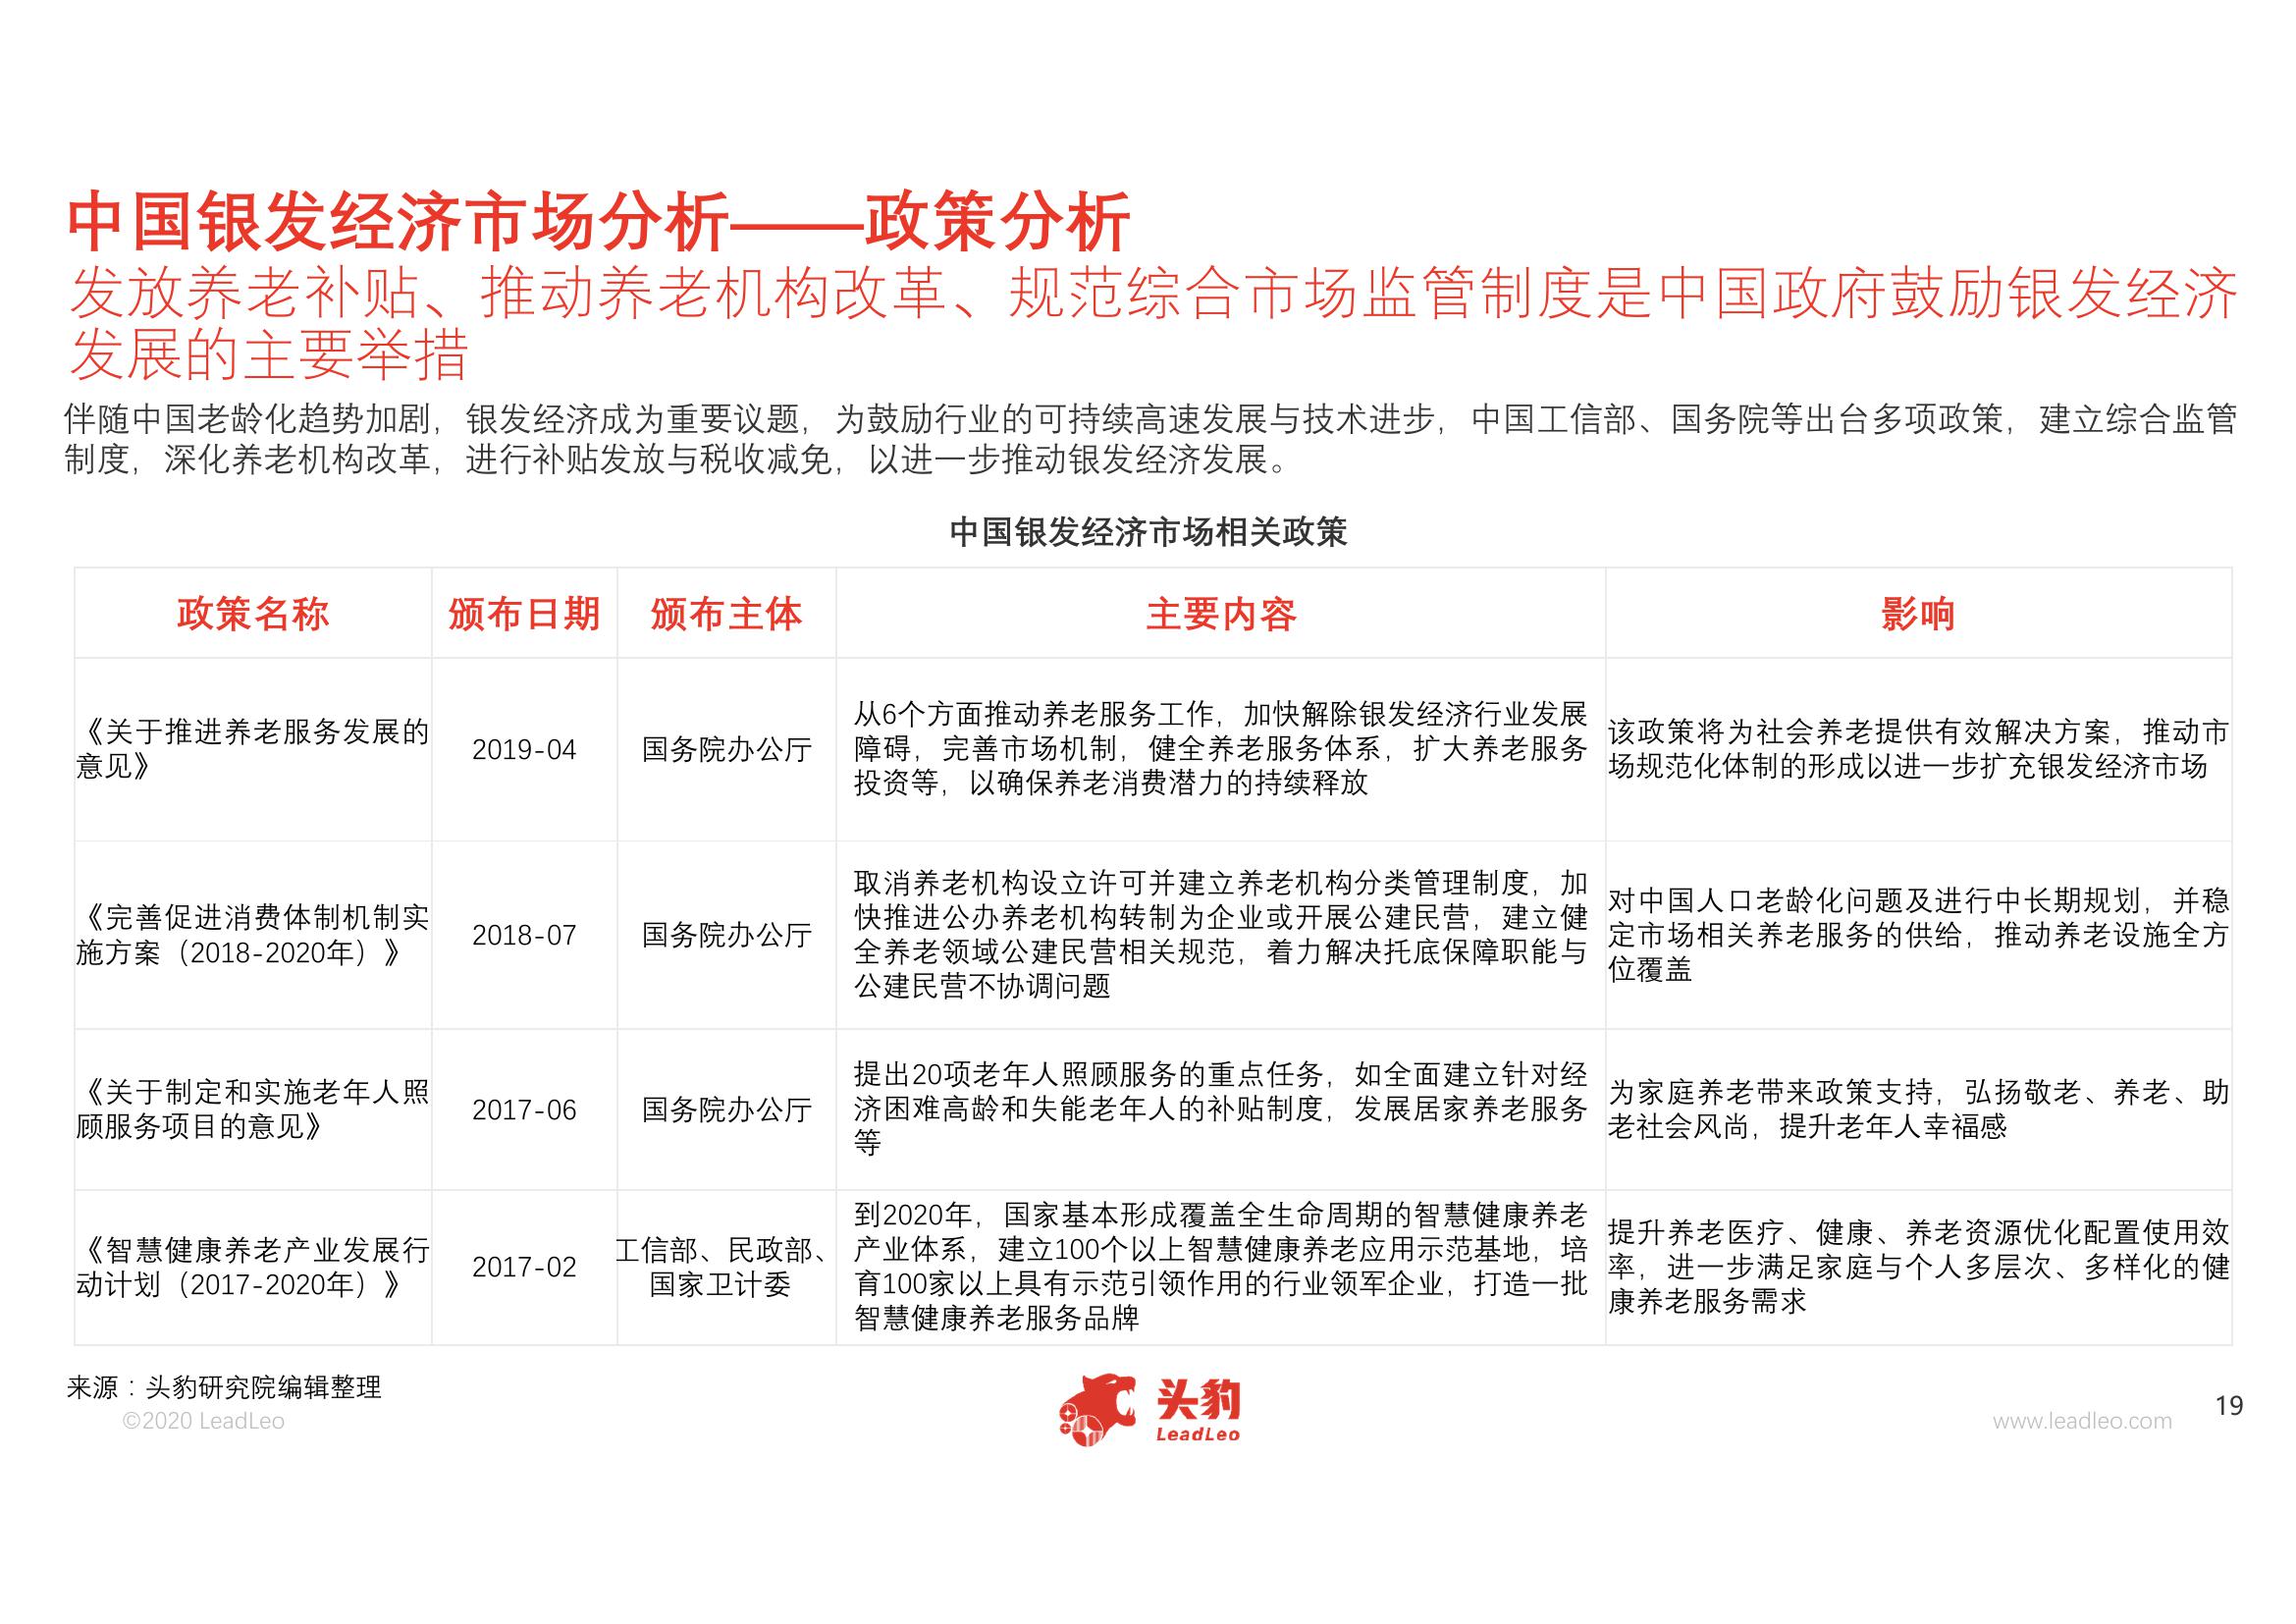 中国银发经济市场分析——政策分析
发放养老补贴、推动养老机构改革、规范综合市场监管制度是中国政府鼓励银发经济
发展的主要举措
伴随中国老龄化趋势加剧，银发经济成为重要议题，为鼓励行业的可持续高速发展与技术进步，中国工信部、国务院等出台多项政策，建立综合监管
制度，深化养老机构改革，进行补贴发放与税收减免，以进一步推动银发经济发展。
中国银发经济市场相关政策
政策名称
颁布日期
颁布主体
主要内容
影响
《关于推进养老服务发展的
意见》
2019-04
国务院办公厅
从6个方面推动养老服务工作，加快解除银发经济行业发展
障碍，完善市场机制，健全养老服务体系，扩大养老服务
投资等，以确保养老消费潜力的持续释放
该政策将为社会养老提供有效解决方案，推动市
场规范化体制的形成以进一步扩充银发经济市场
《完善促进消费体制机制实
施方案（2018-2020年）》
2018-07
国务院办公厅
取消养老机构设立许可并建立养老机构分类管理制度，加
快推进公办养老机构转制为企业或开展公建民营，建立健
全养老领域公建民营相关规范，着力解决托底保障职能与
公建民营不协调问题
对中国人口老龄化问题及进行中长期规划，并稳
定市场相关养老服务的供给，推动养老设施全方
位覆盖
《关于制定和实施老年人照
顾服务项目的意见》
2017-06
国务院办公厅
提出20项老年人照顾服务的重点任务，如全面建立针对经
济困难高龄和失能老年人的补贴制度，发展居家养老服务
等
为家庭养老带来政策支持，弘扬敬老、养老、助
老社会风尚，提升老年人幸福感
《智慧健康养老产业发展行
动计划（2017-2020年）》
2017-02
工信部、民政部、
国家卫计委
到2020年，国家基本形成覆盖全生命周期的智慧健康养老
产业体系，建立100个以上智慧健康养老应用示范基地，培
育100家以上具有示范引领作用的行业领军企业，打造一批
智慧健康养老服务品牌
提升养老医疗、健康、养老资源优化配置使用效
率，进一步满足家庭与个人多层次、多样化的健
康养老服务需求
来源：头豹研究院编辑整理
©2020 LeadLeo
头豹
LeadLeo
www.leadleo.com
19